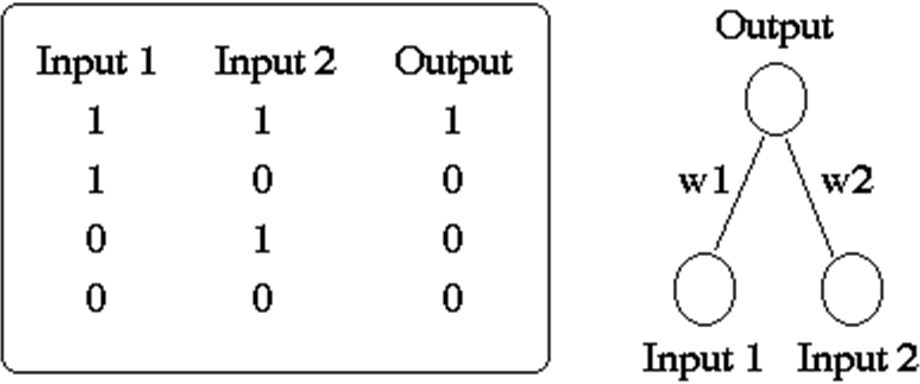 Input 1 Input 2 Output
1 1 1
1 0 0
0 1 0
0 0 0
Output
w1 w2
Input 1 Input 2